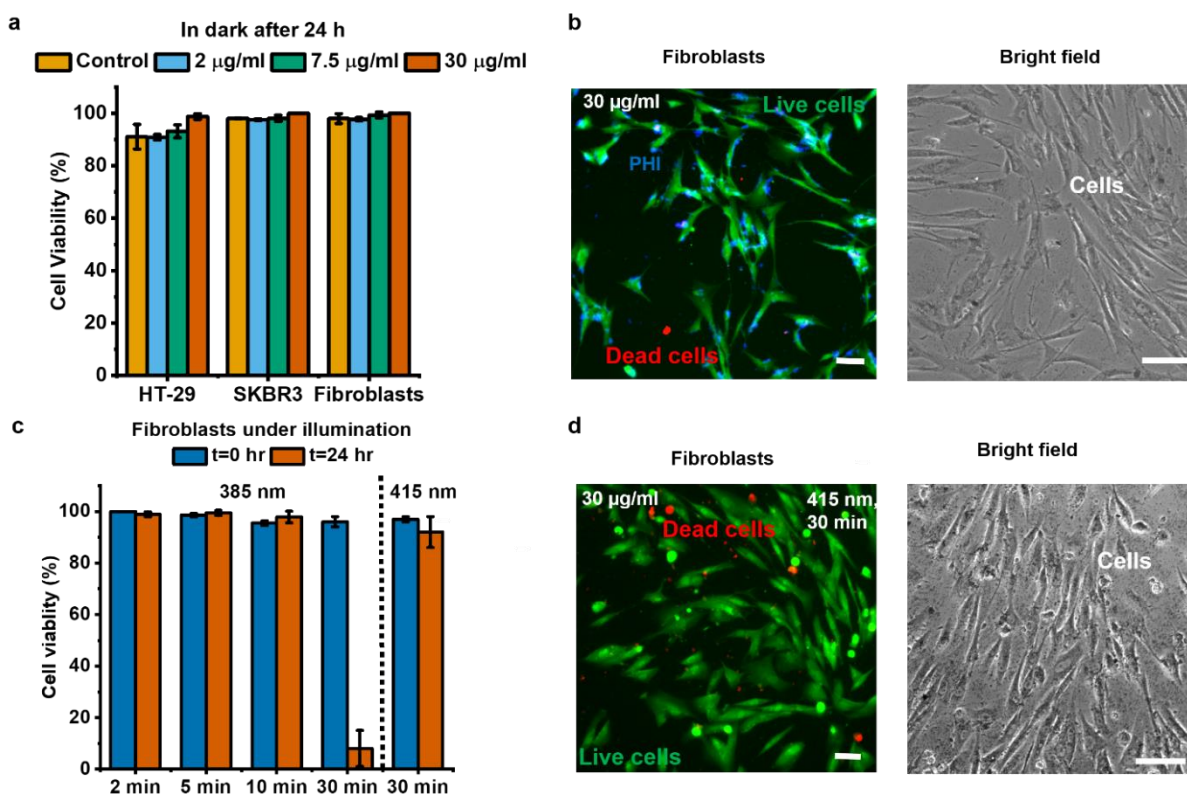 a
In dark after 24 h
Control 2 μg/ml 7.5 μg/ml 30 μg/ml
Cell Viability (%)
100
80
60
40
20
0
HT-29 SKBR3 Fibroblasts
b
Fibroblasts
Bright field
30 μg/ml
Live cells
PHI
Dead cells
Cells
c
Fibroblasts under illumination
t=0 hr t=24 hr
385 nm
415 nm
Cell viablity (%)
100
80
60
40
20
0
2 min 5 min 10 min 30 min 30 min
d
Fibroblasts
Bright field
30 μg/ml
415 nm,
30 min
Dead cells
Live cells
Cells